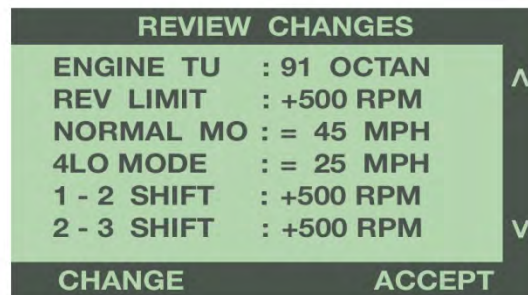 REVIEW CHANGES
ENGINE TU : 91 OCTAN
REV LIMIT : +500 RPM
NORMAL MO : = 45 MPH
4LO MODE : = 25 MPH
1 - 2 SHIFT : +500 RPM
2 - 3 SHIFT : +500 RPM
CHANGE ACCEPT